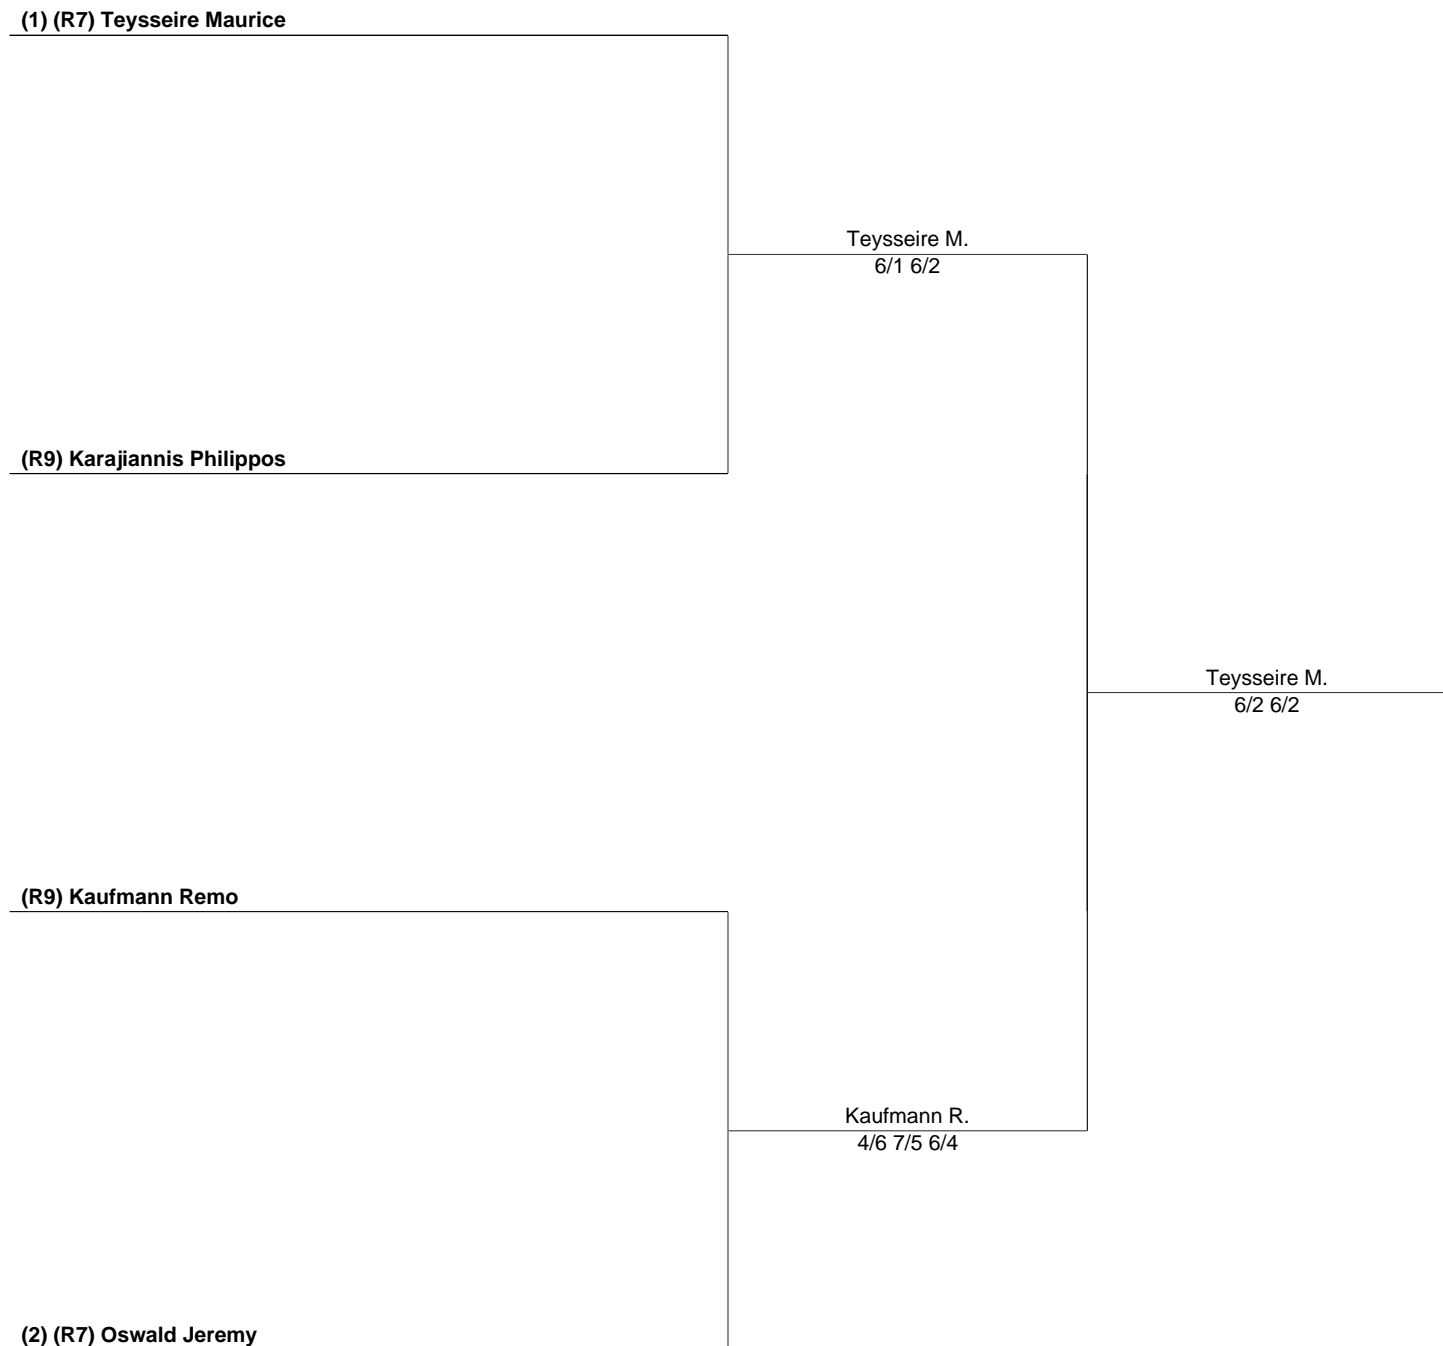 (1) (R7) Teysseire Maurice
Teysseire M.
6/1 6/2
(R9) Karajiannis Philippos
Teysseire M.
6/2 6/2
(R9) Kaufmann Remo
Kaufmann R.
4/6 7/5 6/4
(2) (R7) Oswald Jeremy